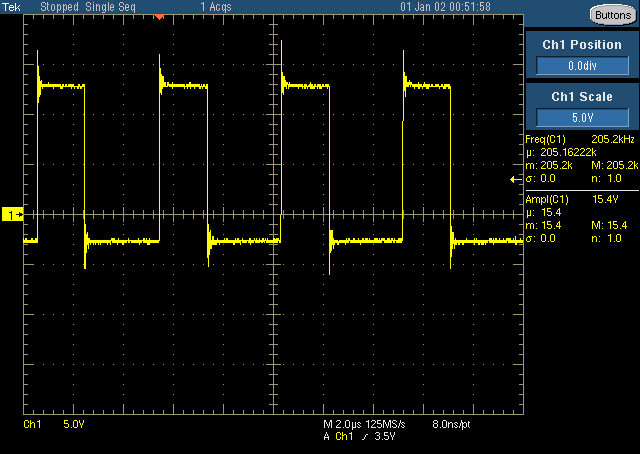 Tek Stopped Single Seq 1 Acqs 01 Jan 02 00:51:58
Buttons
Ch1 Position
0.0div
Ch1 Scale
5.0V
Freq(C1) 205.2kHz
µ: 205.16222k
m: 205.2k M: 205.2k
σ: 0.0 n: 1.0
Ampl(C1) 15.4V
µ: 15.4
m: 15.4 M: 15.4
σ: 0.0 n: 1.0
1
Ch1 5.0V M 2.0µs 125MS/s 8.0ns/pt
A Ch1 ∕ 3.5V